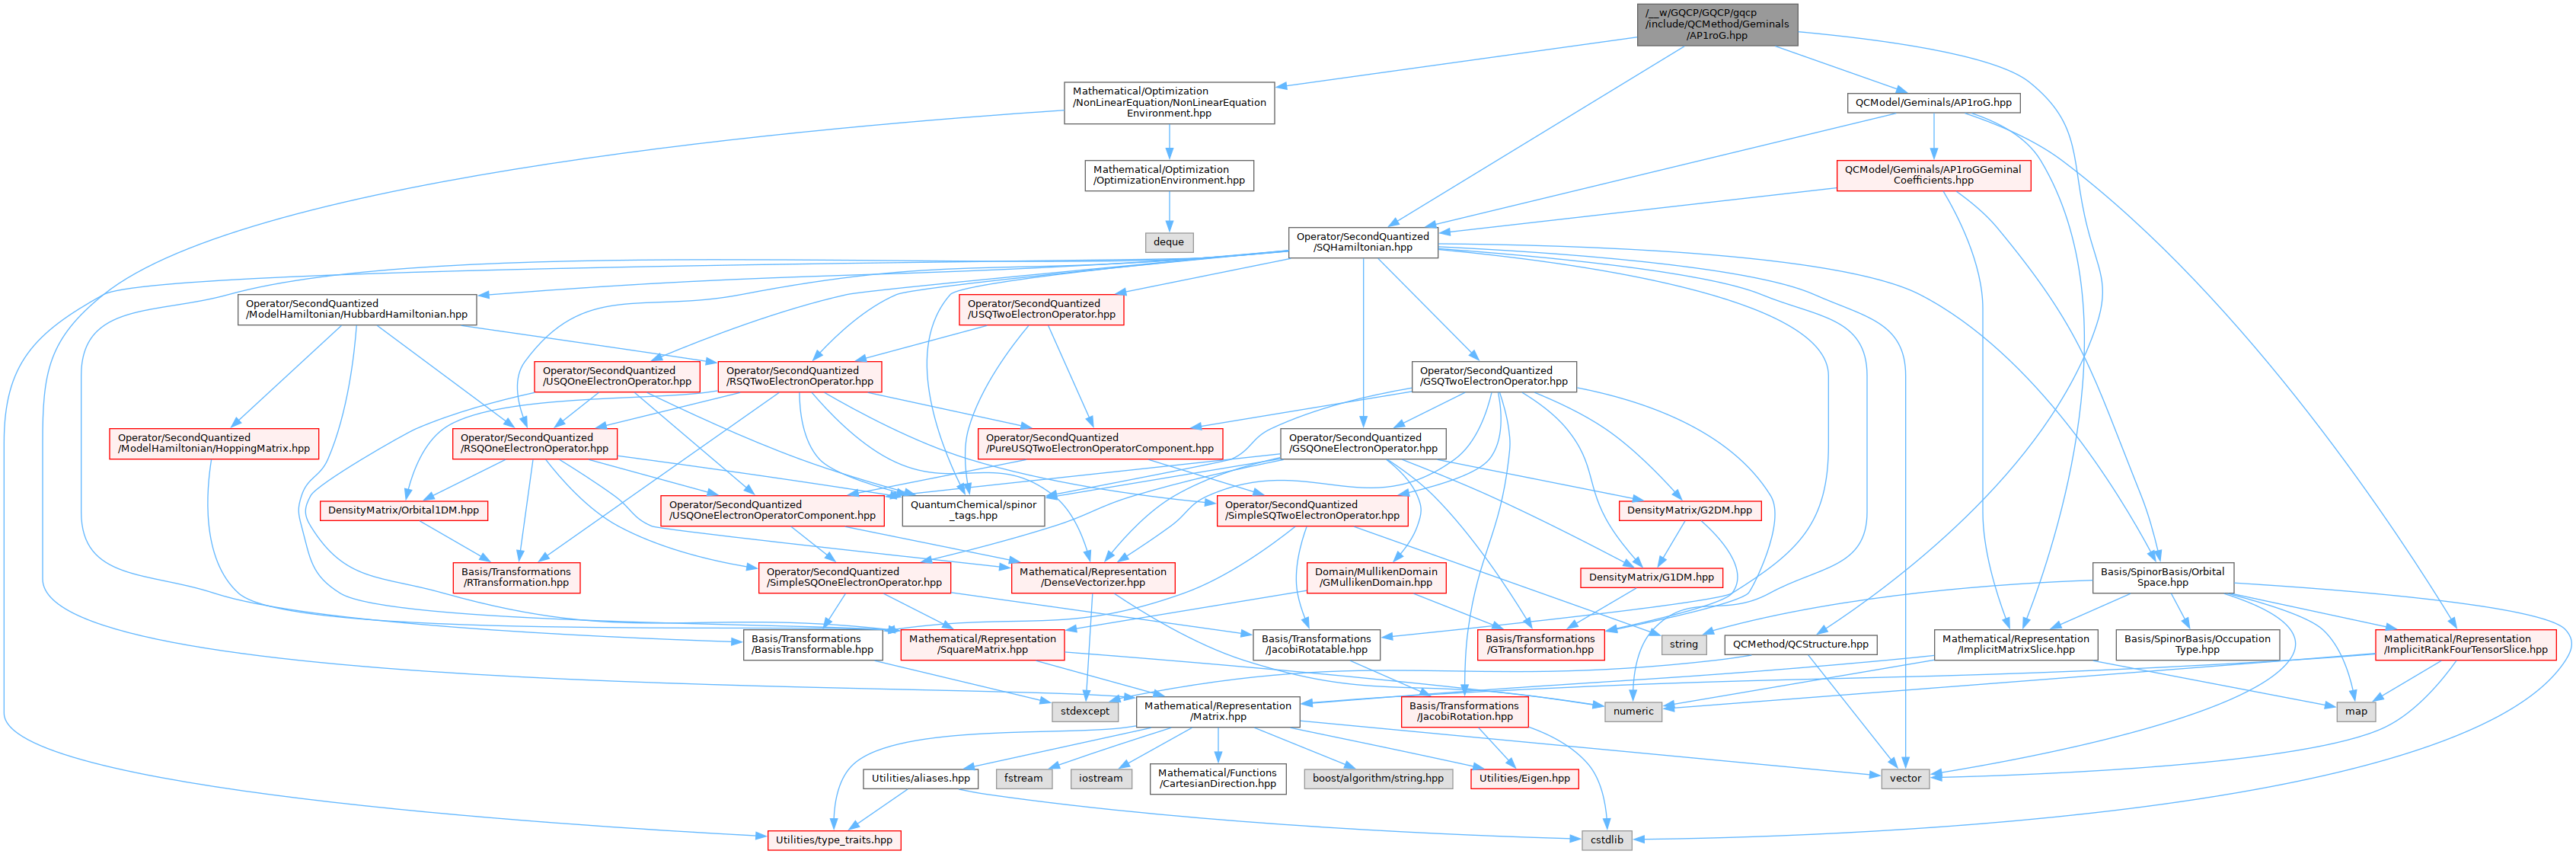 /__w/GQCP/GQCP/gqcp
/include/QCMethod/Geminals
/AP1roG.hpp
Mathematical/Optimization
/NonLinearEquation/NonLinearEquation
Environment.hpp
QCModel/Geminals/AP1roG.hpp
Mathematical/Optimization
/OptimizationEnvironment.hpp
QCModel/Geminals/AP1roGGeminal
Coefficients.hpp
deque
Operator/SecondQuantized
/SQHamiltonian.hpp
Operator/SecondQuantized
/ModelHamiltonian/HubbardHamiltonian.hpp
Operator/SecondQuantized
/USQTwoElectronOperator.hpp
Operator/SecondQuantized
/USQOneElectronOperator.hpp
Operator/SecondQuantized
/RSQTwoElectronOperator.hpp
Operator/SecondQuantized
/GSQTwoElectronOperator.hpp
Operator/SecondQuantized
/ModelHamiltonian/HoppingMatrix.hpp
Operator/SecondQuantized
/RSQOneElectronOperator.hpp
Operator/SecondQuantized
/PureUSQTwoElectronOperatorComponent.hpp
Operator/SecondQuantized
/GSQOneElectronOperator.hpp
DensityMatrix/Orbital1DM.hpp
Operator/SecondQuantized
/USQOneElectronOperatorComponent.hpp
QuantumChemical/spinor
_tags.hpp
Operator/SecondQuantized
/SimpleSQTwoElectronOperator.hpp
DensityMatrix/G2DM.hpp
Basis/Transformations
/RTransformation.hpp
Operator/SecondQuantized
/SimpleSQOneElectronOperator.hpp
Mathematical/Representation
/DenseVectorizer.hpp
Domain/MullikenDomain
/GMullikenDomain.hpp
DensityMatrix/G1DM.hpp
Basis/SpinorBasis/Orbital
Space.hpp
Basis/Transformations
/BasisTransformable.hpp
Mathematical/Representation
/SquareMatrix.hpp
Basis/Transformations
/JacobiRotatable.hpp
Basis/Transformations
/GTransformation.hpp
string
QCMethod/QCStructure.hpp
Mathematical/Representation
/ImplicitMatrixSlice.hpp
Basis/SpinorBasis/Occupation
Type.hpp
Mathematical/Representation
/ImplicitRankFourTensorSlice.hpp
stdexcept
Mathematical/Representation
/Matrix.hpp
Basis/Transformations
/JacobiRotation.hpp
numeric
map
Utilities/aliases.hpp
fstream
iostream
Mathematical/Functions
/CartesianDirection.hpp
boost/algorithm/string.hpp
Utilities/Eigen.hpp
vector
Utilities/type_traits.hpp
cstdlib